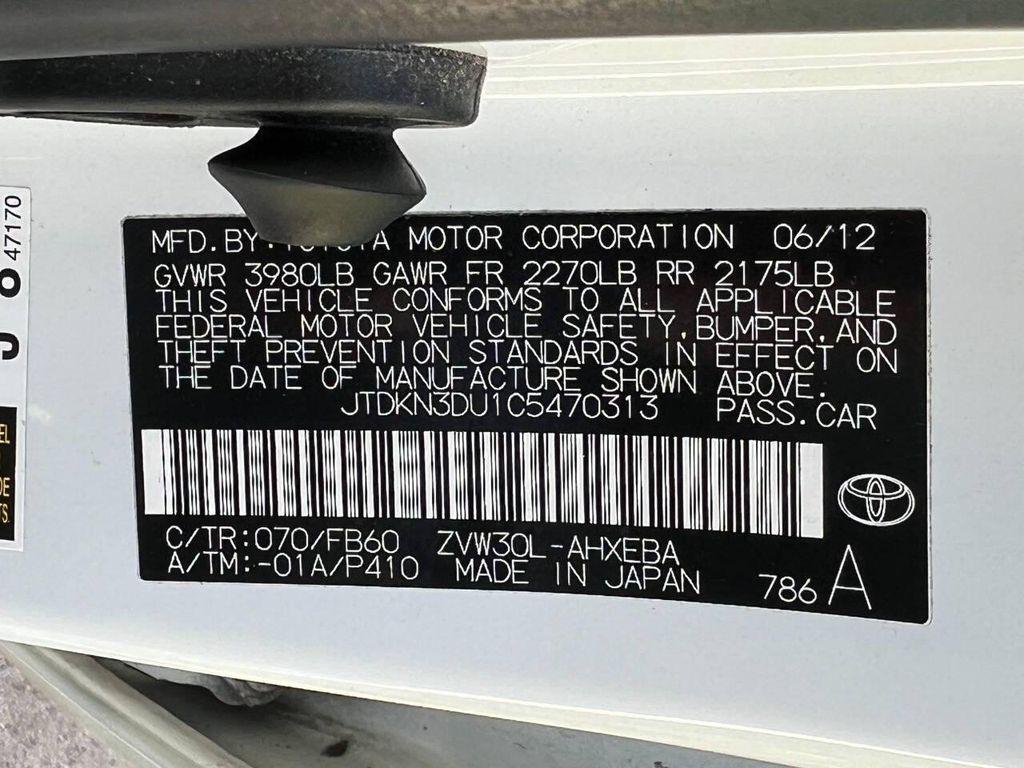 MFD.BY:TOYOTA MOTOR CORPORATION 06/12
GVWR 3980LB GAWR FR 2270LB RR 2175LB
THIS VEHICLE CONFORMS TO ALL APPLICABLE
FEDERAL MOTOR VEHICLE SAFETY,BUMPER,AND
THEFT PREVENTION STANDARDS IN EFFECT ON
THE DATE OF MANUFACTURE SHOWN ABOVE.
JTDKN3DU1C5470313 PASS.CAR
C/TR:070/FB60 ZVW30L-AHXEBA
A/TM:-01A/P410 MADE IN JAPAN
786 A
47170